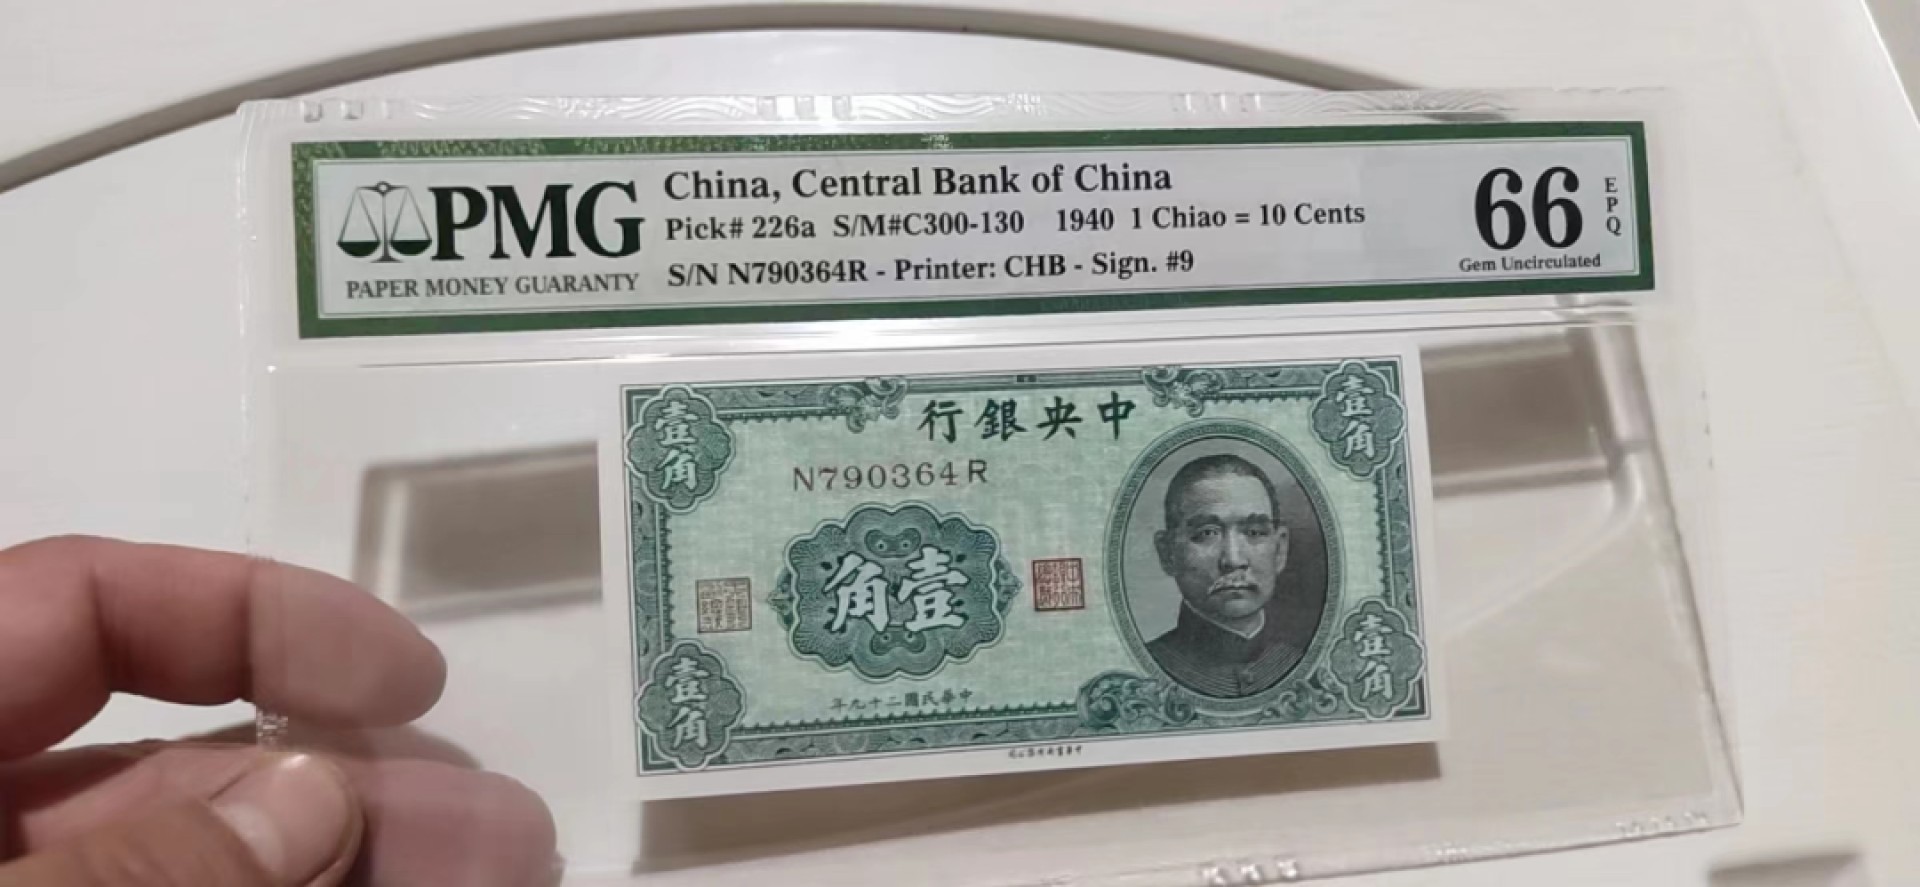 PMG
PAPER MONEY GUARANTY
China, Central Bank of China
Pick# 226a S/M#C300-130 1940 1 Chiao = 10 Cents
S/N N790364R - Printer: CHB - Sign. #9
66 EPQ
Gem Uncirculated
行銀央中
壹角
壹角
N790364R
角壹
壹角
壹角
年九十二國民華中